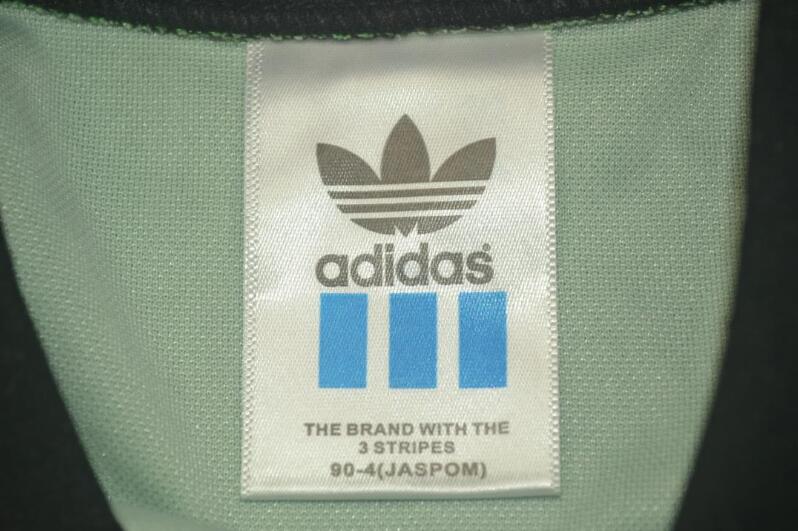 adidas®
THE BRAND WITH THE
3 STRIPES
90-4(JASPOM)